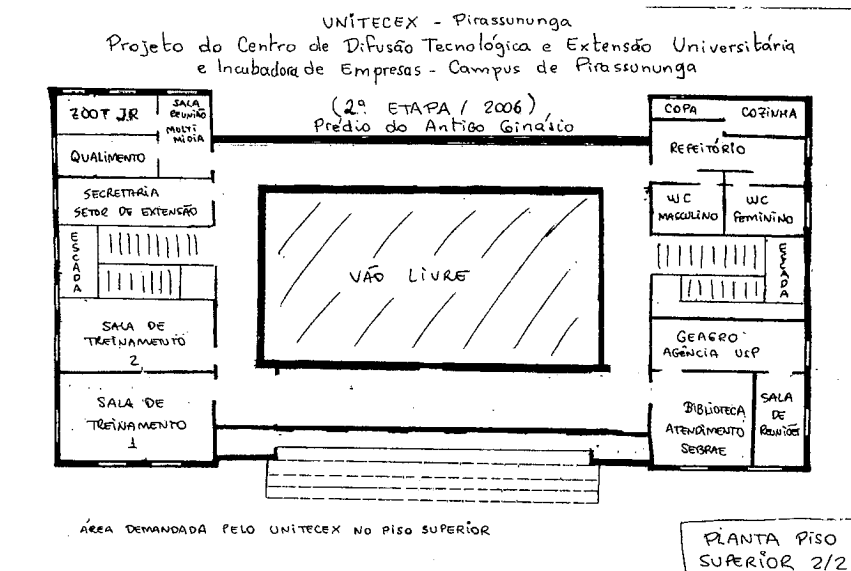 UNITECEX - Pirassununga
Projeto do Centro de Difusão Tecnológica e Extensão Universitária
e Incubadora de Empresas - Campus de Pirassununga
(2ª ETAPA / 2006)
Prédio do Antigo Ginásio
ZOOT JR
SALA
REUNIÃO
MULTI
MÍDIA
QUALIMENTO
SECRETARIA
SETOR DE EXTENSÃO
ESCADA
SALA DE
TREINAMENTO
2
SALA DE
TREINAMENTO
1
VÃO LIVRE
COPA
COZINHA
REFEITÓRIO
WC
MASCULINO
WC
FEMININO
ESCADA
GEAGRO
AGÊNCIA USP
BIBLIOTECA
ATENDIMENTO
SEBRAE
SALA
DE
REUNIÕES
ÁREA DEMANDADA PELO UNITECEX NO PISO SUPERIOR
PLANTA PISO
SUPERIOR 2/2